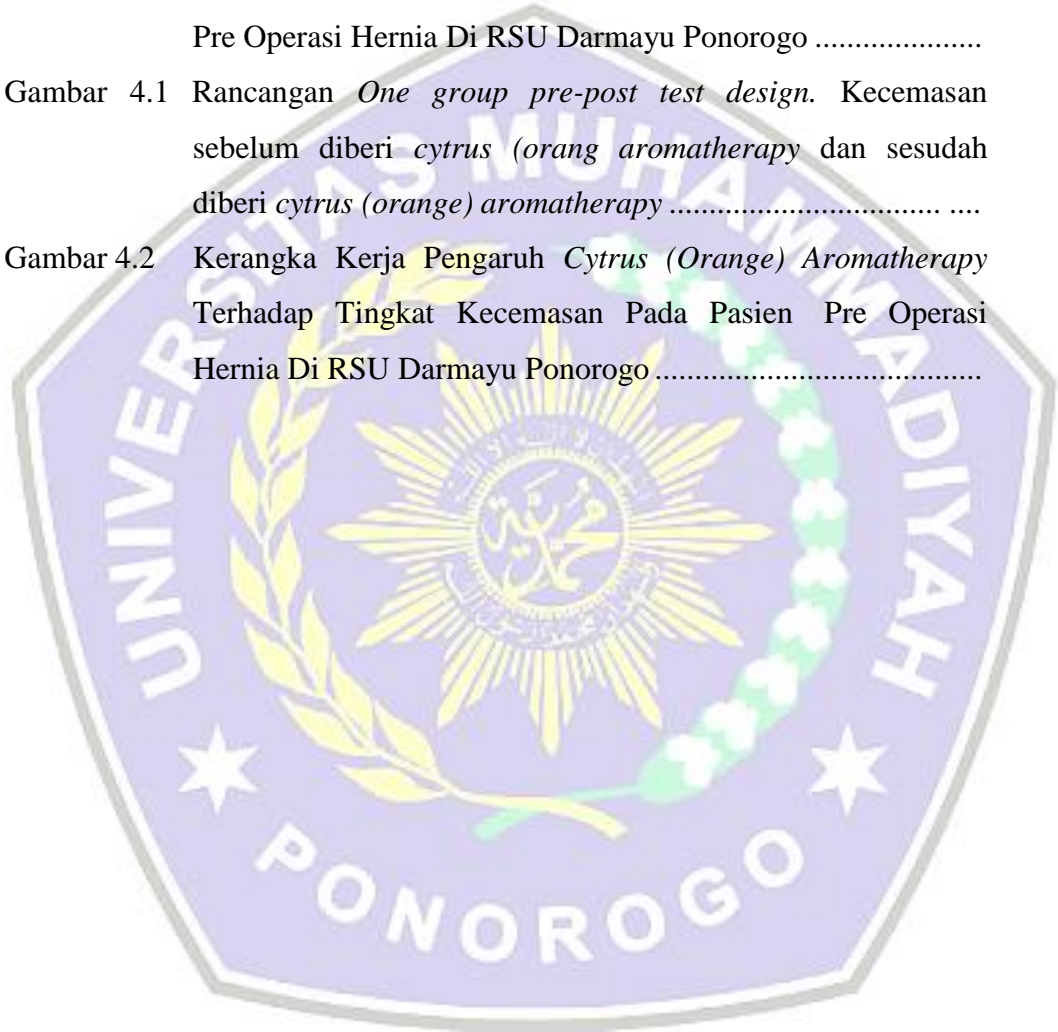 Pre Operasi Hernia Di RSU Darmayu Ponorogo .....................
Gambar 4.1 Rancangan One group pre-post test design. Kecemasan
sebelum diberi cytrus (orang aromatherapy dan sesudah
diberi cytrus (orange) aromatherapy .................................. ....
Gambar 4.2 Kerangka Kerja Pengaruh Cytrus (Orange) Aromatherapy
Terhadap Tingkat Kecemasan Pada Pasien Pre Operasi
Hernia Di RSU Darmayu Ponorogo .........................................
UNIVERSITAS MUHAMMADIYAH
PONOROGO